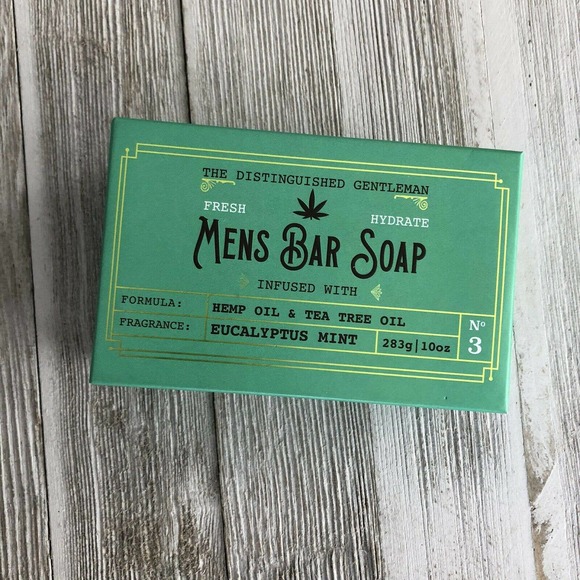 THE DISTINGUISHED GENTLEMAN
FRESH HYDRATE
MENS BAR SOAP
INFUSED WITH
FORMULA: HEMP OIL & TEA TREE OIL
FRAGRANCE: EUCALYPTUS MINT 283g|10oz
Nº
3